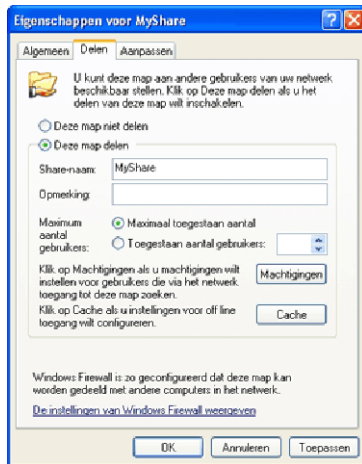 Eigenschappen voor MyShare
Algemeen Delen Aanpassen
U kunt deze map aan andere gebruikers van uw netwerk
beschikbaar stellen. Klik op Deze map delen als u het
delen van deze map wilt inschakelen.
Deze map niet delen
Deze map delen
Share-naam: MyShare
Opmerking:
Maximum
aantal
gebruikers:
Maximaal toegestaan aantal
Toegestaan aantal gebruikers:
Klik op Machtigingen als u machtigingen wilt
instellen voor gebruikers die via het netwerk
toegang tot deze map zoeken.
Machtigingen
Klik op Cache als u instellingen voor off line
toegang wilt configureren.
Cache
Windows Firewall is zo geconfigureerd dat deze map kan
worden gedeeld met andere computers in het netwerk.
De instellingen van Windows Firewall weergeven
OK Annuleren Toepassen